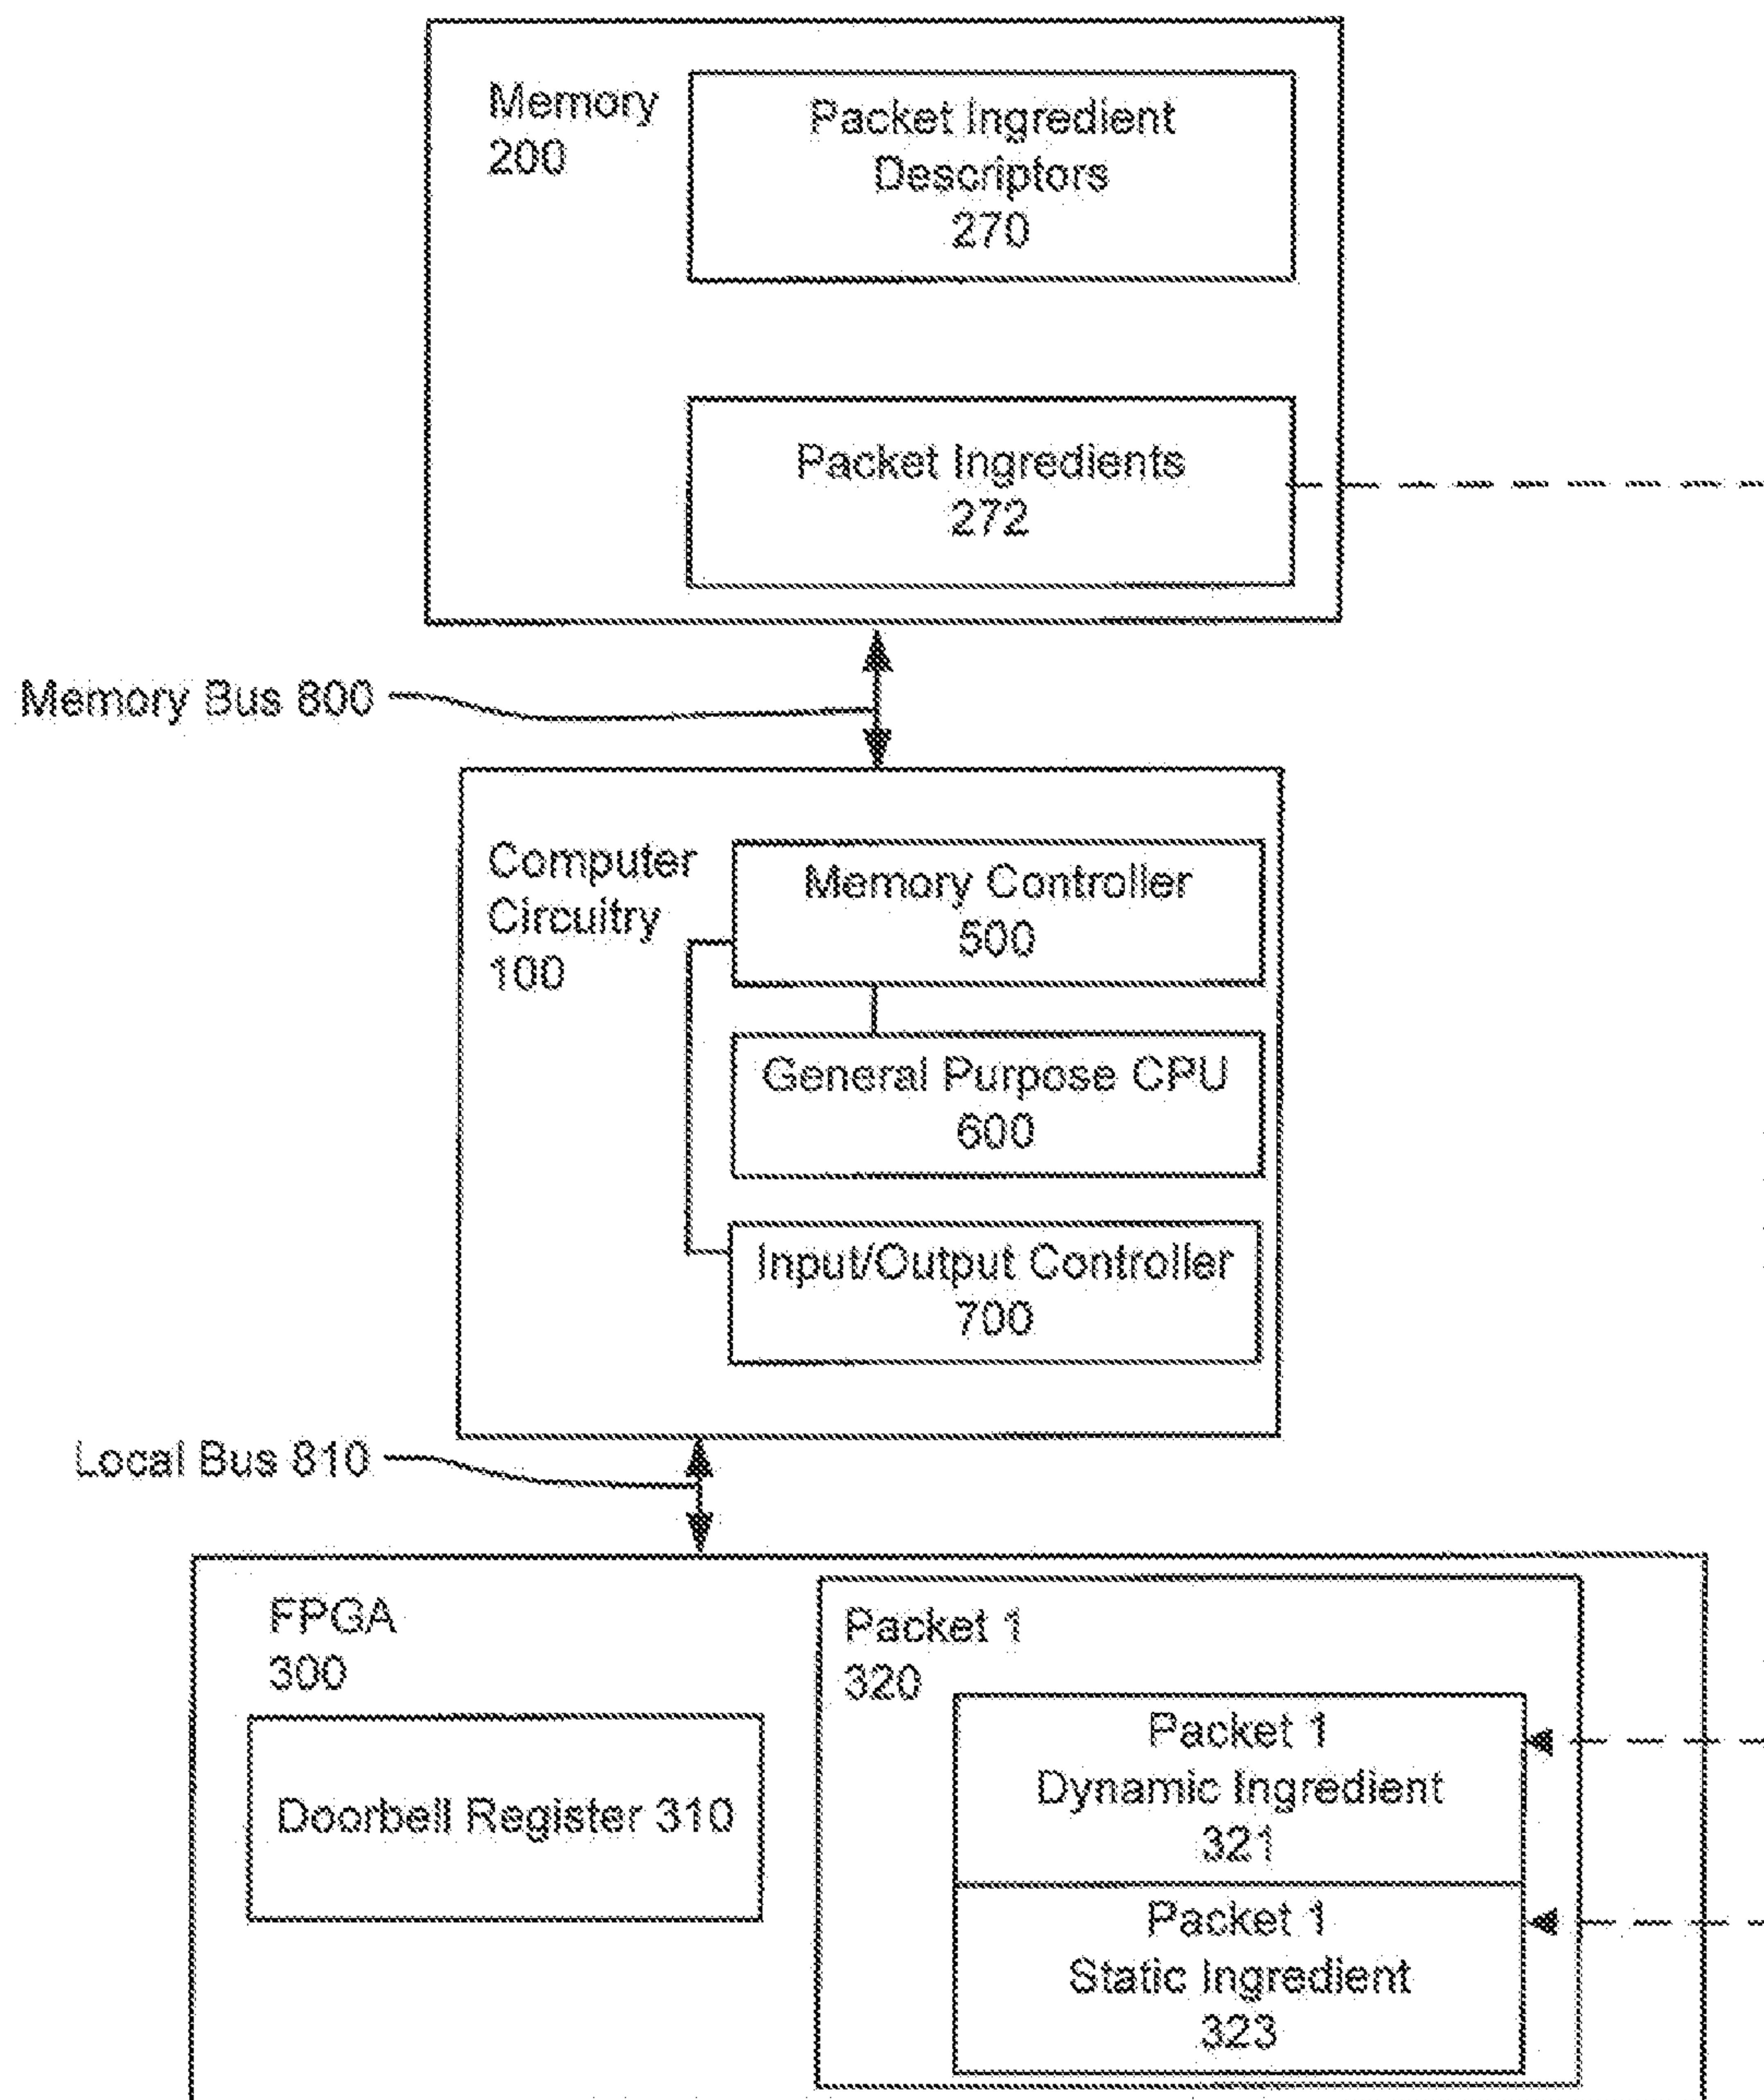 Memory
200
Packet Ingredient
Descriptors
270
Packet Ingredients
272
Memory Bus 800
Computer
Circuitry
100
Memory Controller
500
General Purpose CPU
600
Input/Output Controller
700
Local Bus 810
FPGA
300
Doorbell Register 310
Packet 1
320
Packet 1
Dynamic Ingredient
321
Packet 1
Static Ingredient
323